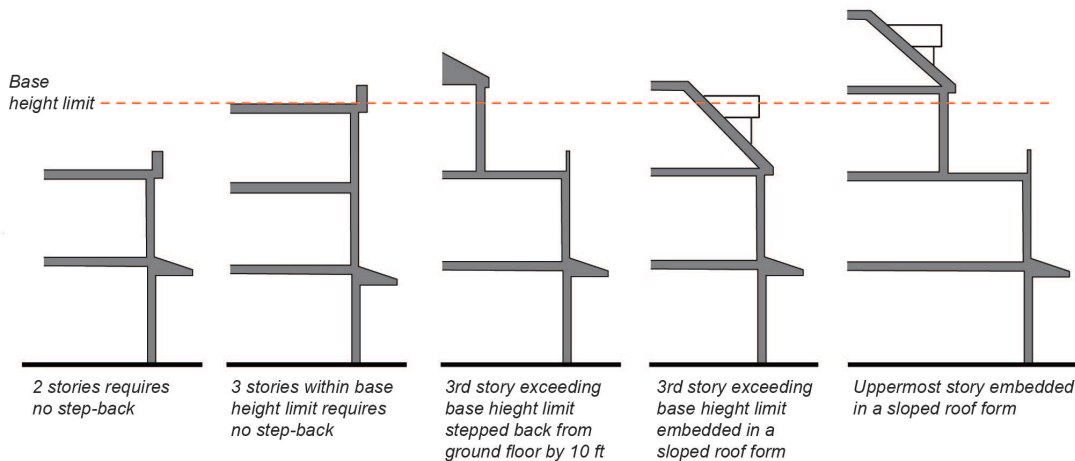 Base
height limit
2 stories requires
no step-back
3 stories within base
height limit requires
no step-back
3rd story exceeding
base hieght limit
stepped back from
ground floor by 10 ft
3rd story exceeding
base hieght limit
embedded in a
sloped roof form
Uppermost story embedded
in a sloped roof form